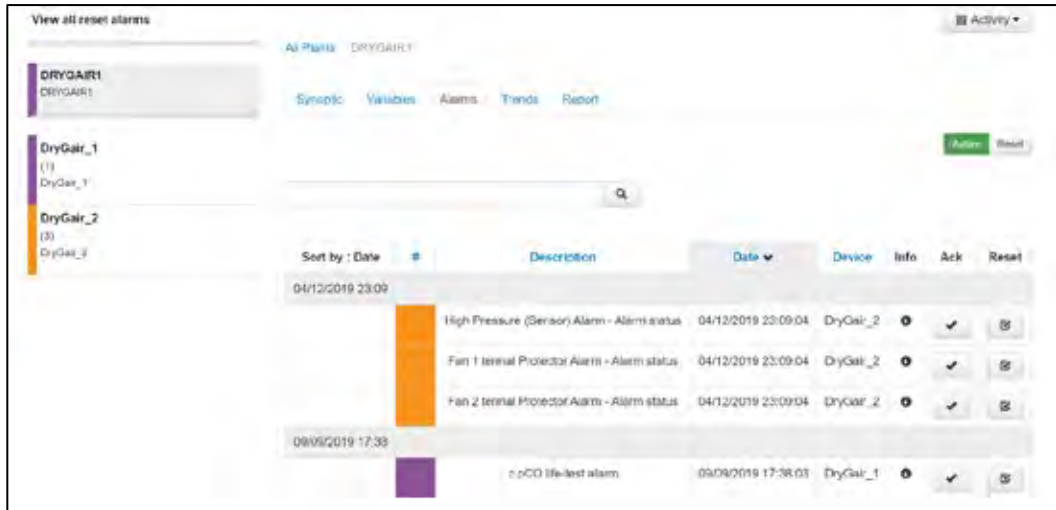 View all reset alarms
Activity
All Plants DRYGAIR1
DRYGAIR1
DRYGAIR1
Synoptic Variables Alarms Trends Report
Active Reset
DryGair_1
(1)
DryGair_1
DryGair_2
(3)
DryGair_2
Sort by : Date # Description Date Device Info Ack Reset
04/12/2019 23:09
High Pressure (Sensor) Alarm - Alarm status 04/12/2019 23:09:04 DryGair_2
Fan 1 termal Protector Alarm - Alarm status 04/12/2019 23:09:04 DryGair_2
Fan 2 termal Protector Alarm - Alarm status 04/12/2019 23:09:04 DryGair_2
09/09/2019 17:38
c.pCO life-test alarm 09/09/2019 17:38:03 DryGair_1